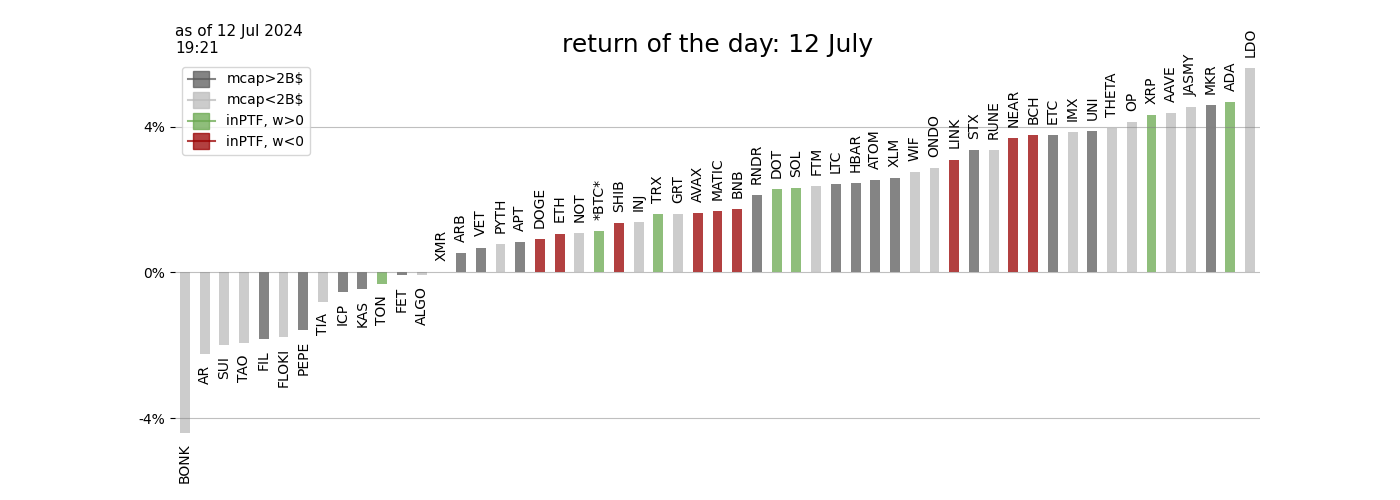 as of 12 Jul 2024
19:21
return of the day: 12 July
mcap>2B$
mcap<2B$
inPTF, w>0
inPTF, w<0
4%
0%
-4%
BONK
AR
SUI
TAO
FIL
FLOKI
PEPE
TIA
ICP
KAS
TON
FET
ALGO
XMR
ARB
VET
PYTH
APT
DOGE
ETH
NOT
*BTC*
SHIB
INJ
TRX
GRT
AVAX
MATIC
BNB
RNDR
DOT
SOL
FTM
LTC
HBAR
ATOM
XLM
WIF
ONDO
LINK
STX
RUNE
NEAR
BCH
ETC
IMX
UNI
THETA
OP
XRP
AAVE
JASMY
MKR
ADA
LDO